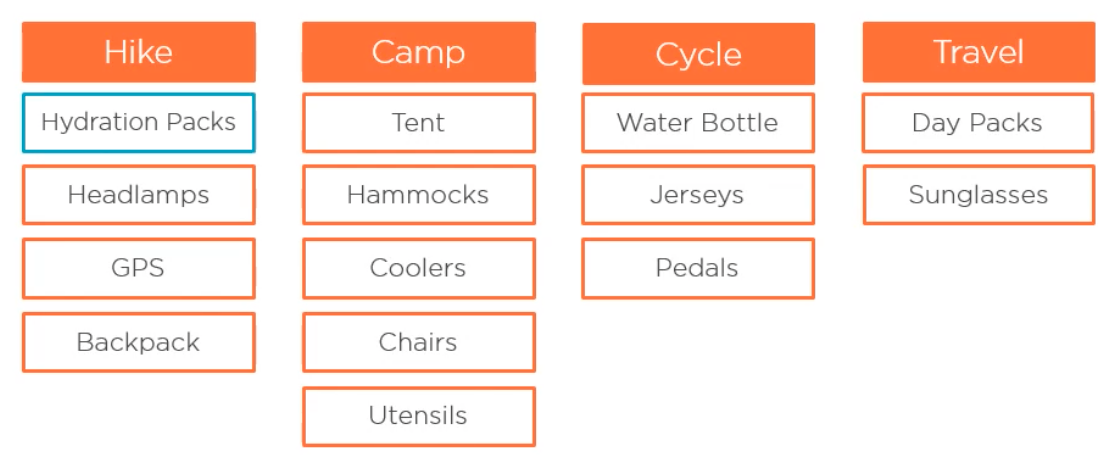 Hike
Hydration Packs
Headlamps
GPS
Backpack
Camp
Tent
Hammocks
Coolers
Chairs
Utensils
Cycle
Water Bottle
Jerseys
Pedals
Travel
Day Packs
Sunglasses